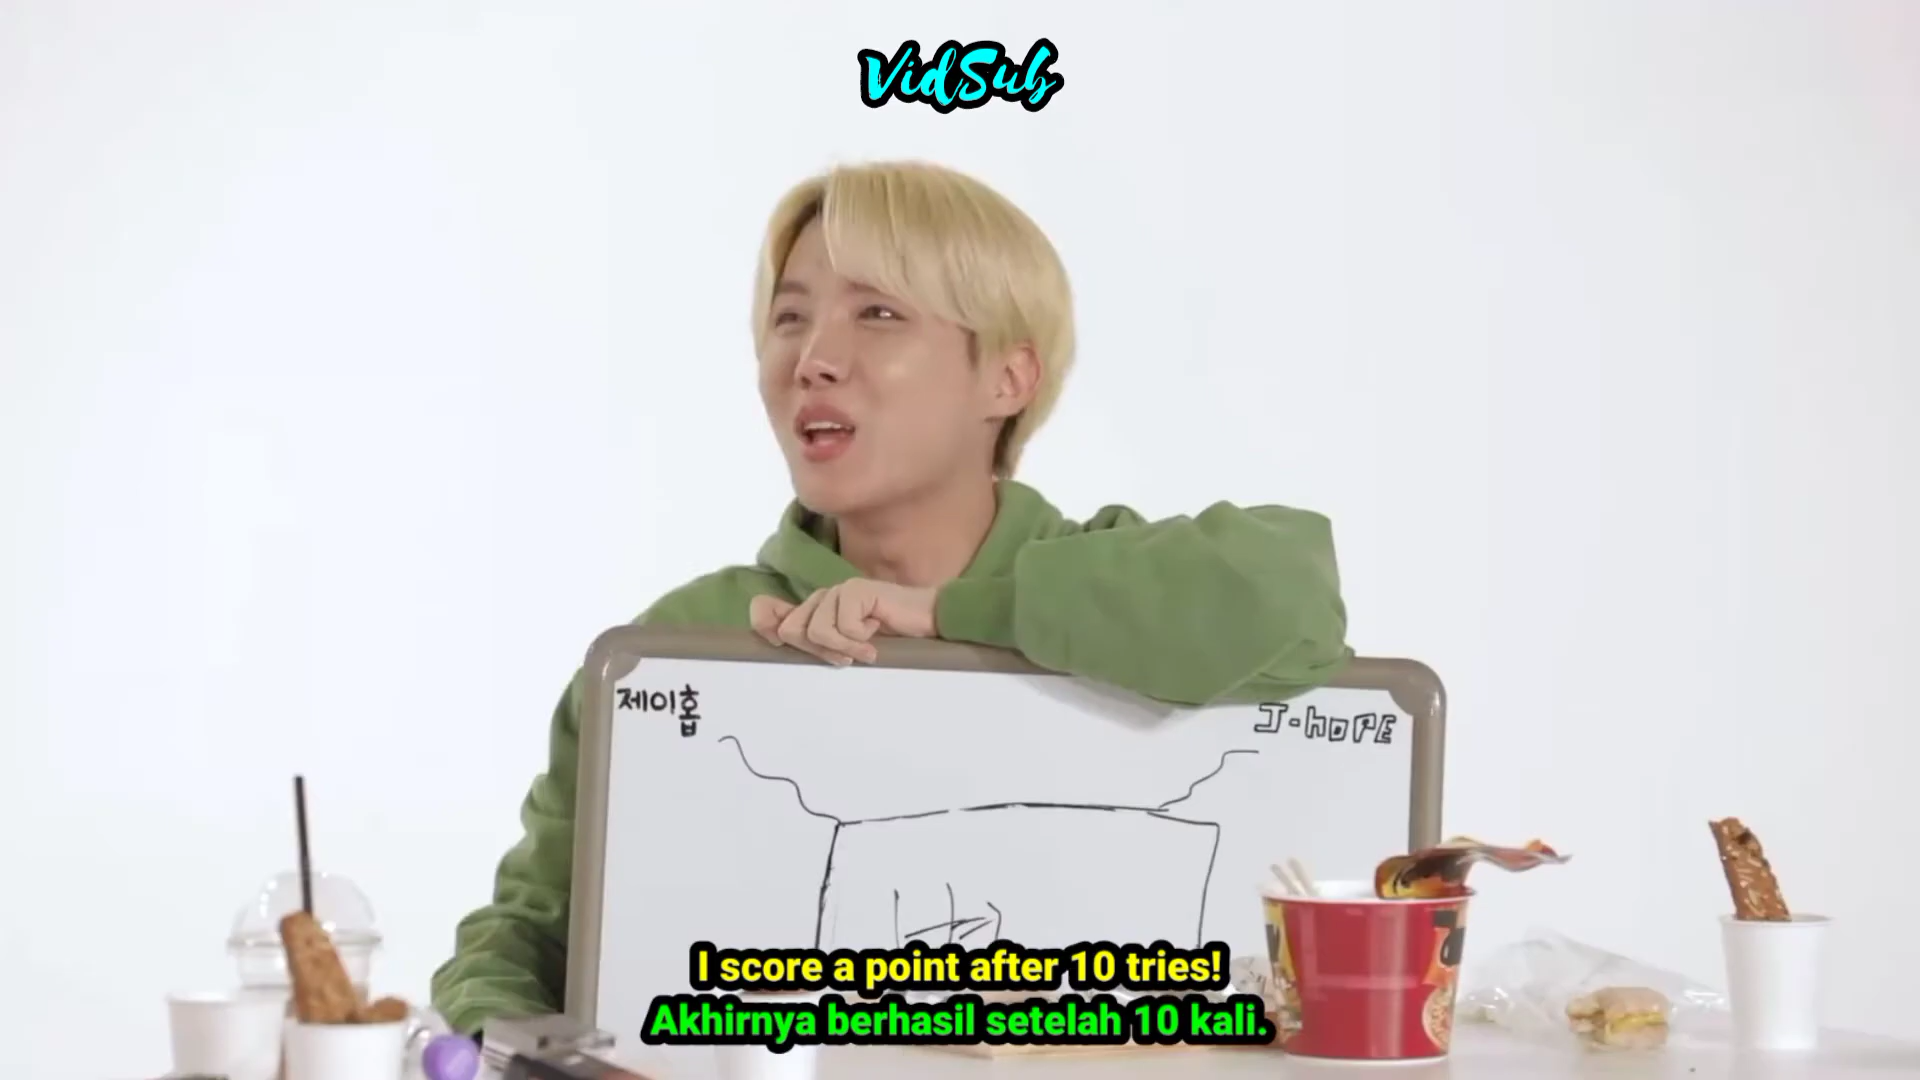 VidSub
제이홉
J-hOPE
I score a point after 10 tries!
Akhirnya berhasil setelah 10 kali.